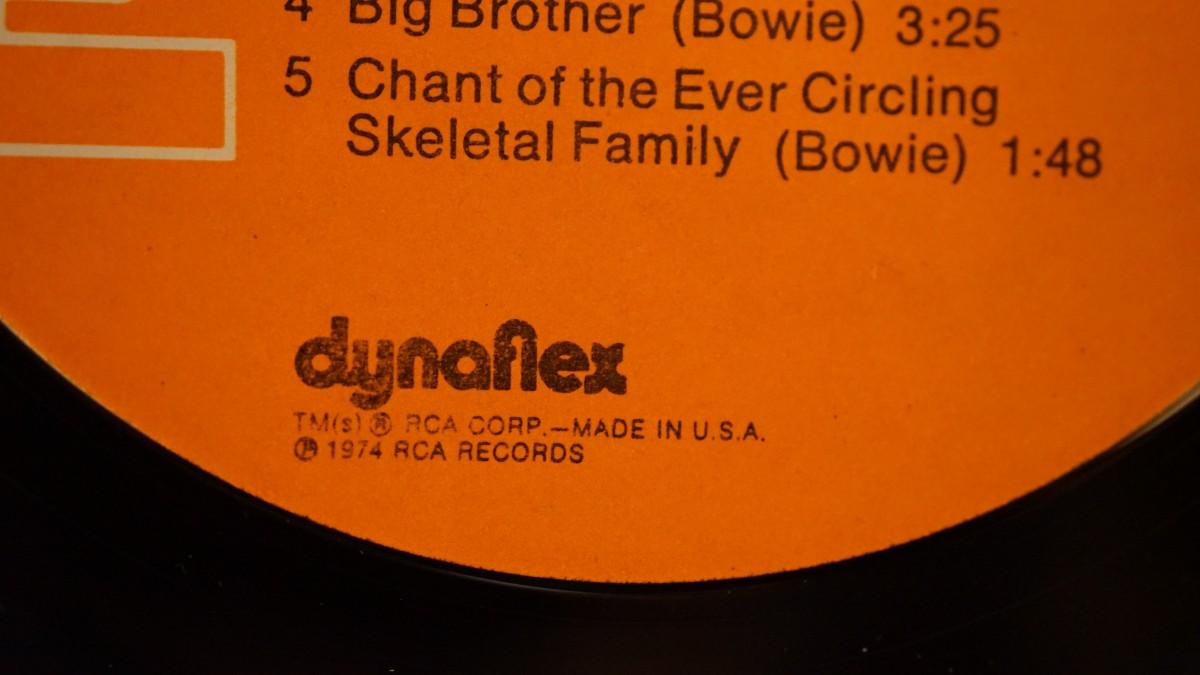 4 Big Brother (Bowie) 3:25
5 Chant of the Ever Circling
Skeletal Family (Bowie) 1:48
dynaflex
TM(s) ® RCA CORP.—MADE IN U.S.A.
℗ 1974 RCA RECORDS